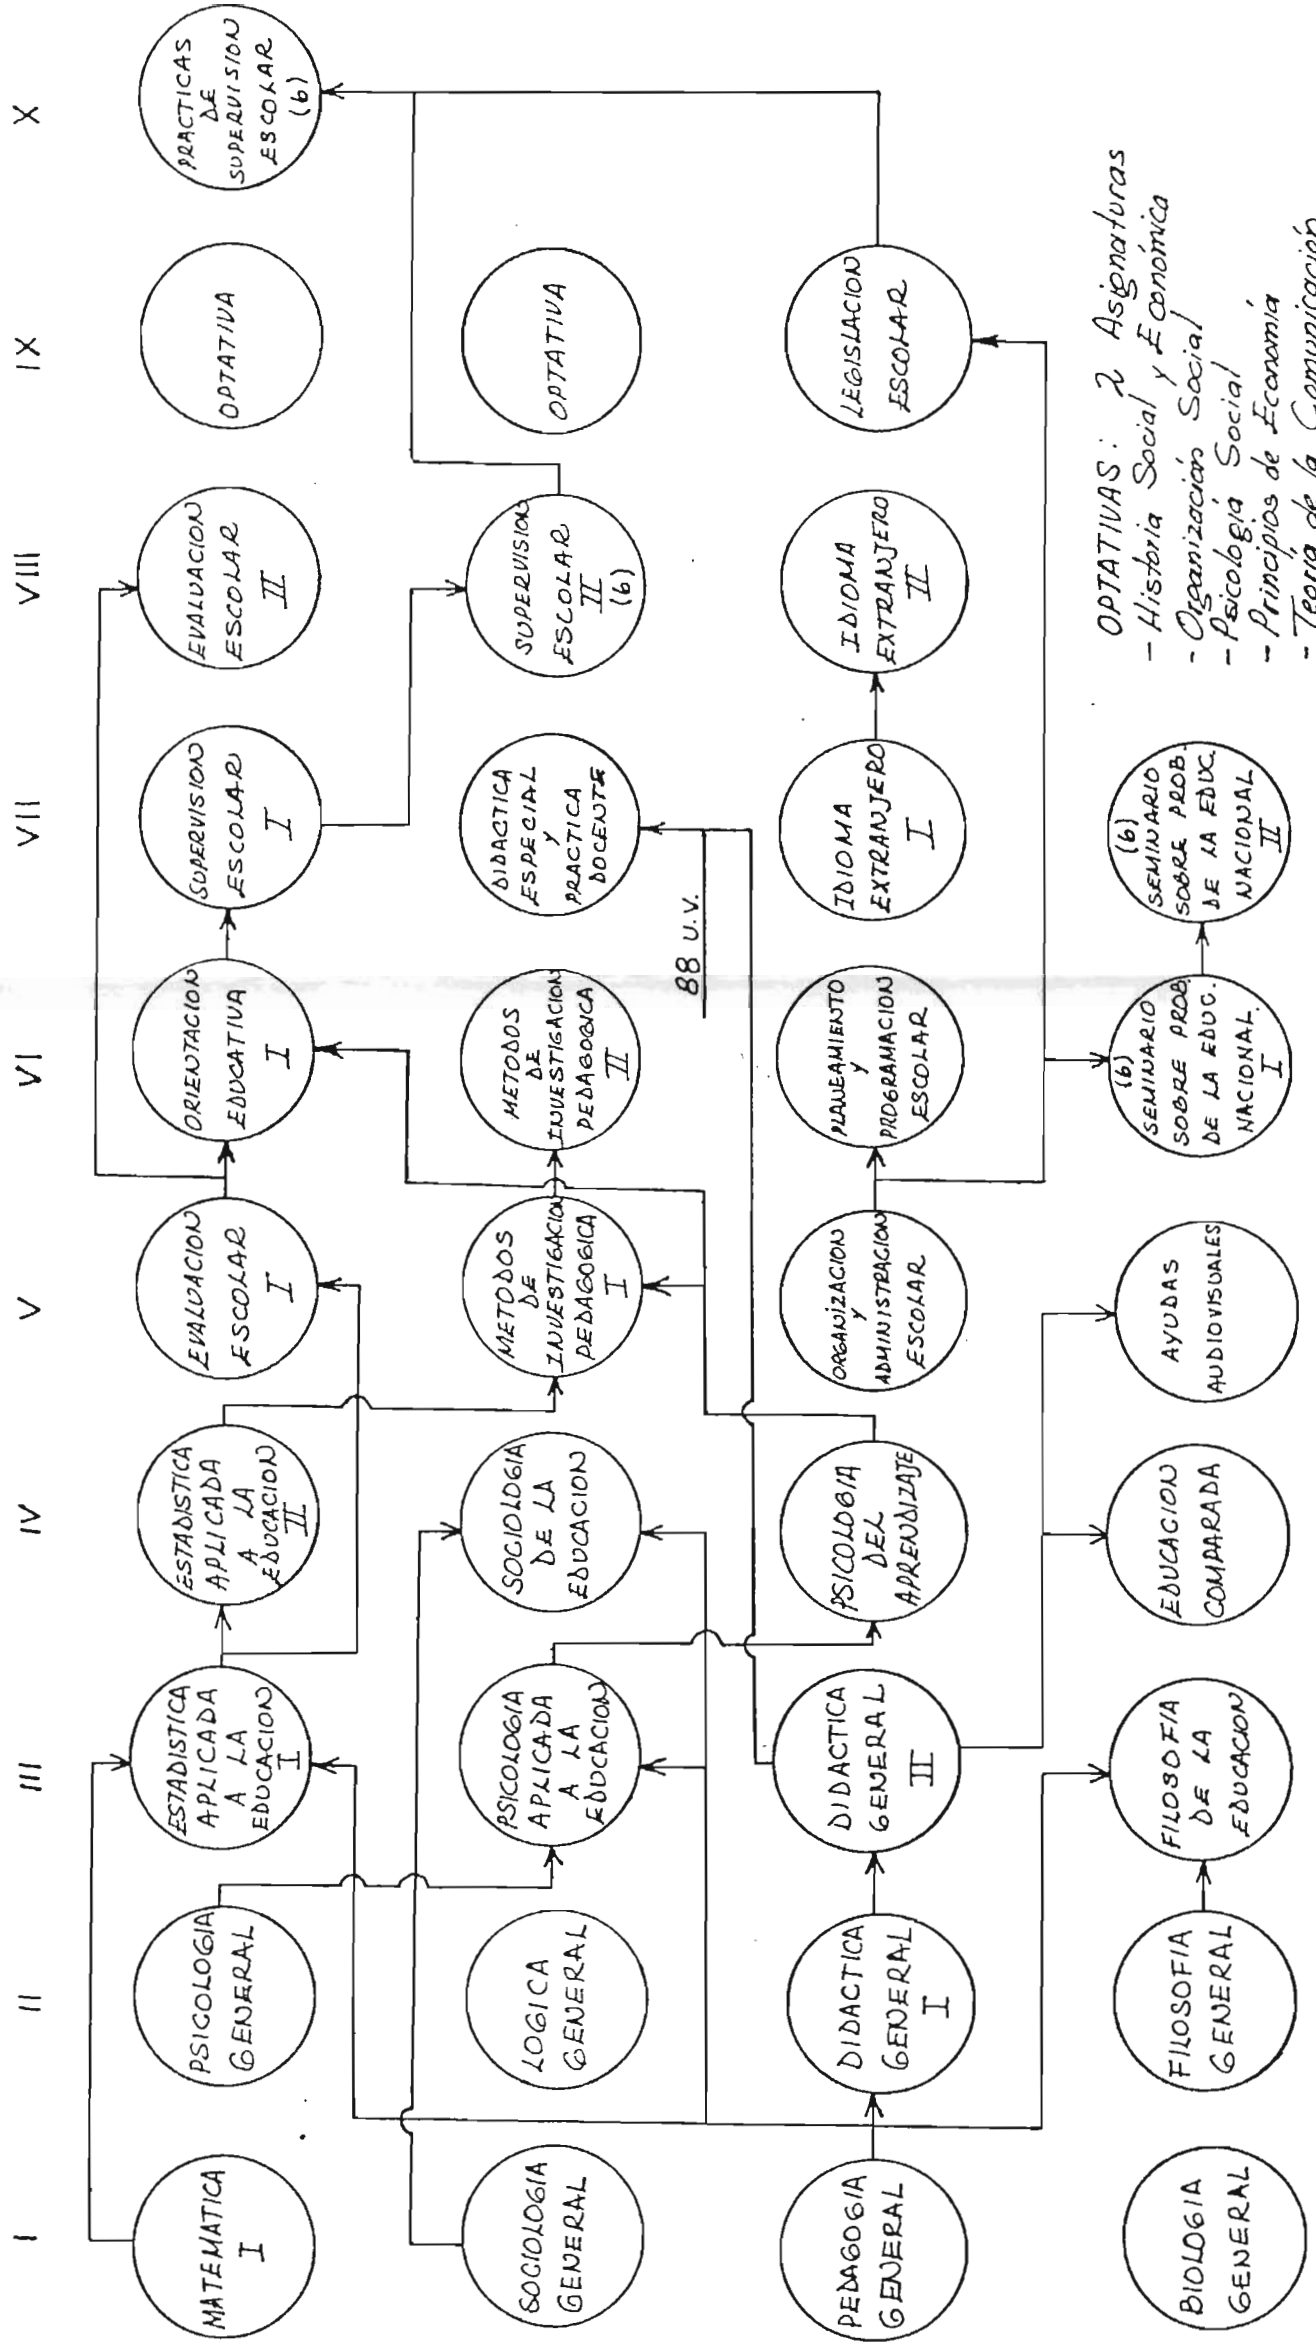 I
II
III
IV
V
VI
VII
VIII
IX
X
MATEMATICA
I
SOCIOLOGIA
GENERAL
PEDAGOGIA
GENERAL
BIOLOGIA
GENERAL
PSICOLOGIA
GENERAL
LOGICA
GENERAL
DIDACTICA
GENERAL
I
FILOSOFIA
GENERAL
ESTADISTICA
APLICADA
A LA
EDUCACION
I
PSICOLOGIA
APLICADA
A LA
EDUCACION
DIDACTICA
GENERAL
II
FILOSOFIA
DE LA
EDUCACION
ESTADISTICA
APLICADA
A LA
EDUCACION
II
SOCIOLOGIA
DE LA
EDUCACION
PSICOLOGIA
DEL
APRENDIZAJE
EDUCACION
COMPARADA
EVALUACION
ESCOLAR
I
METODOS
DE
INVESTIGACION
PEDAGOGICA
I
ORGANIZACION
Y
ADMINISTRACION
ESCOLAR
AYUDAS
AUDIOVISUALES
ORIENTACION
EDUCATIVA
I
METODOS
DE
INVESTIGACION
PEDAGOGICA
II
88 U.V.
PLANEAMIENTO
Y
PROGRAMACION
ESCOLAR
(6)
SEMINARIO
SOBRE PROB.
DE LA EDUC.
NACIONAL.
I
SUPERVISION
ESCOLAR
I
DIDACTICA
ESPECIAL
Y
PRACTICA
DOCENTE
IDIOMA
EXTRANJERO
I
(6)
SEMINARIO
SOBRE PROB.
DE LA EDUC.
NACIONAL
II
EVALUACION
ESCOLAR
II
SUPERVISION
ESCOLAR
II
(6)
IDIOMA
EXTRANJERO
II
OPTATIVA
OPTATIVA
LEGISLACION
ESCOLAR
PRACTICAS
DE
SUPERVISION
ESCOLAR
(6)
OPTATIVAS: 2 Asignaturas
- Historia Social y Económica
- Organización Social
- Psicología Social
- Principios de Economía
- Teoría de la Comunicación